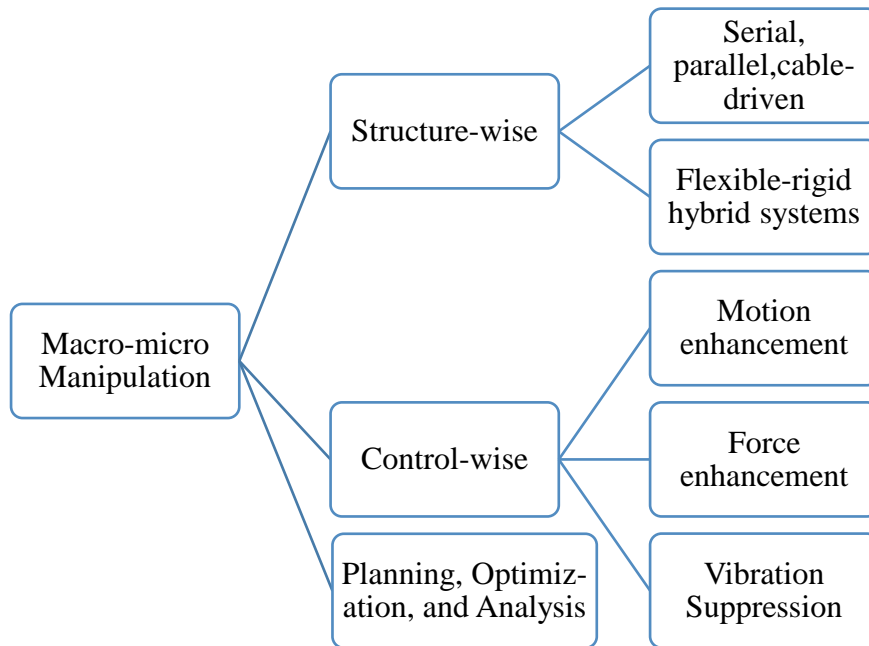 Serial,
parallel,cable-
driven
Structure-wise
Flexible-rigid
hybrid systems
Macro-micro
Manipulation
Motion
enhancement
Control-wise
Force
enhancement
Planning, Optimiz-
ation, and Analysis
Vibration
Suppression